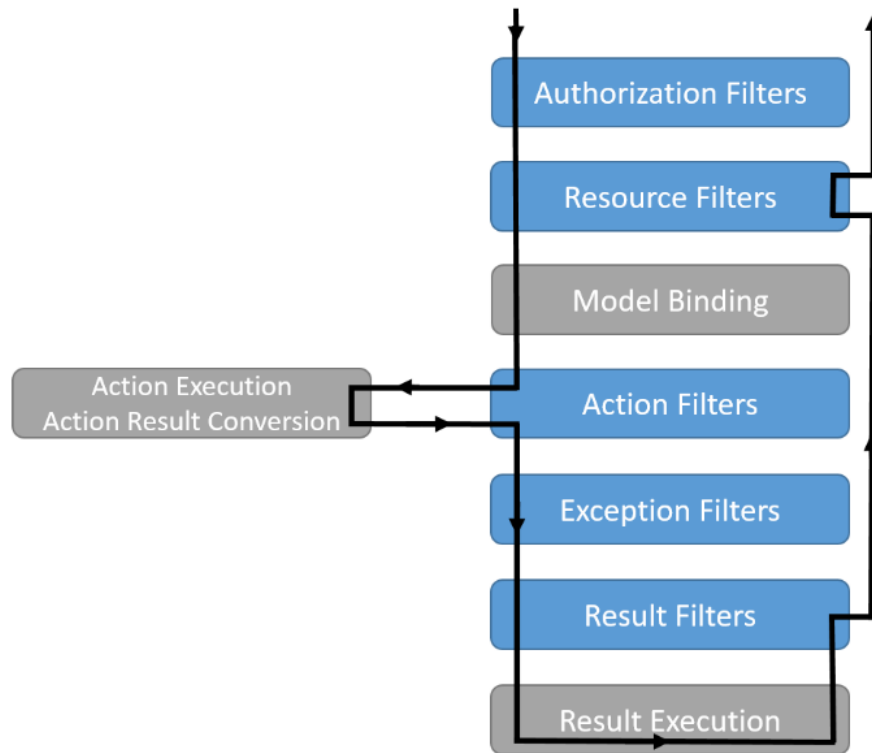 Authorization Filters
Resource Filters
Model Binding
Action Execution
Action Result Conversion
Action Filters
Exception Filters
Result Filters
Result Execution